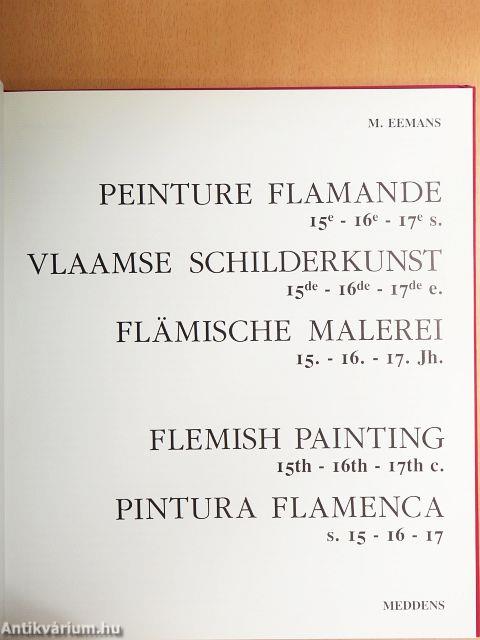 M. EEMANS
PEINTURE FLAMANDE
15e - 16e - 17e s.
VLAAMSE SCHILDERKUNST
15de - 16de - 17de e.
FLÄMISCHE MALEREI
15. - 16. - 17. Jh.
FLEMISH PAINTING
15th - 16th - 17th c.
PINTURA FLAMENCA
s. 15 - 16 - 17
MEDDENS
Antikvárium.hu